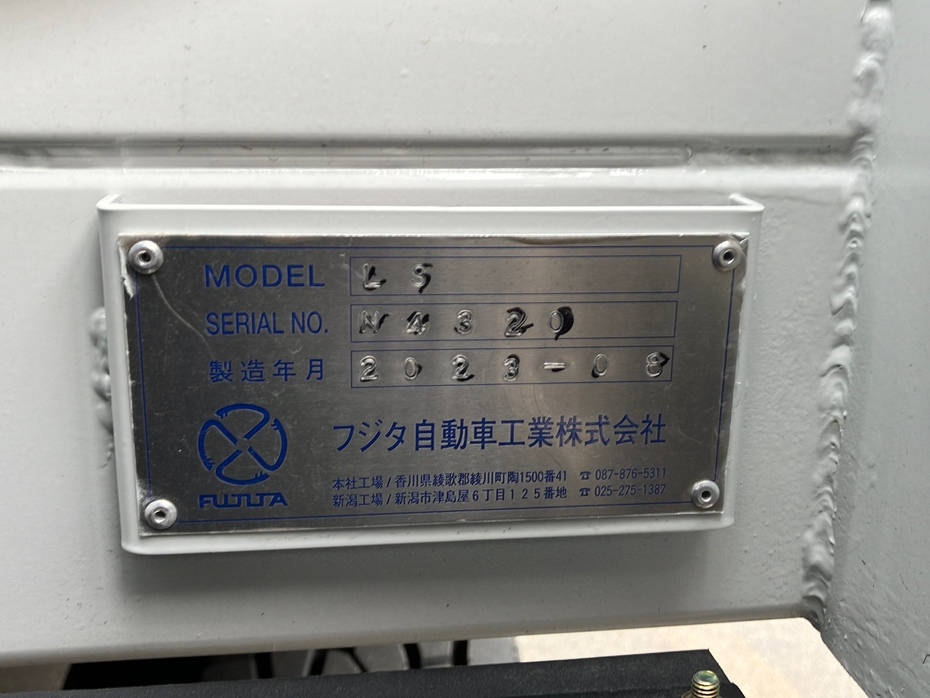 MODEL LS
SERIAL NO. N4320
製造年月 2023-08
フジタ自動車工業株式会社
FUJITA
本社工場/香川県綾歌郡綾川町陶1500番41 ☎ 087-876-5311
新潟工場/新潟市津島屋6丁目125番地 ☎ 025-275-1387